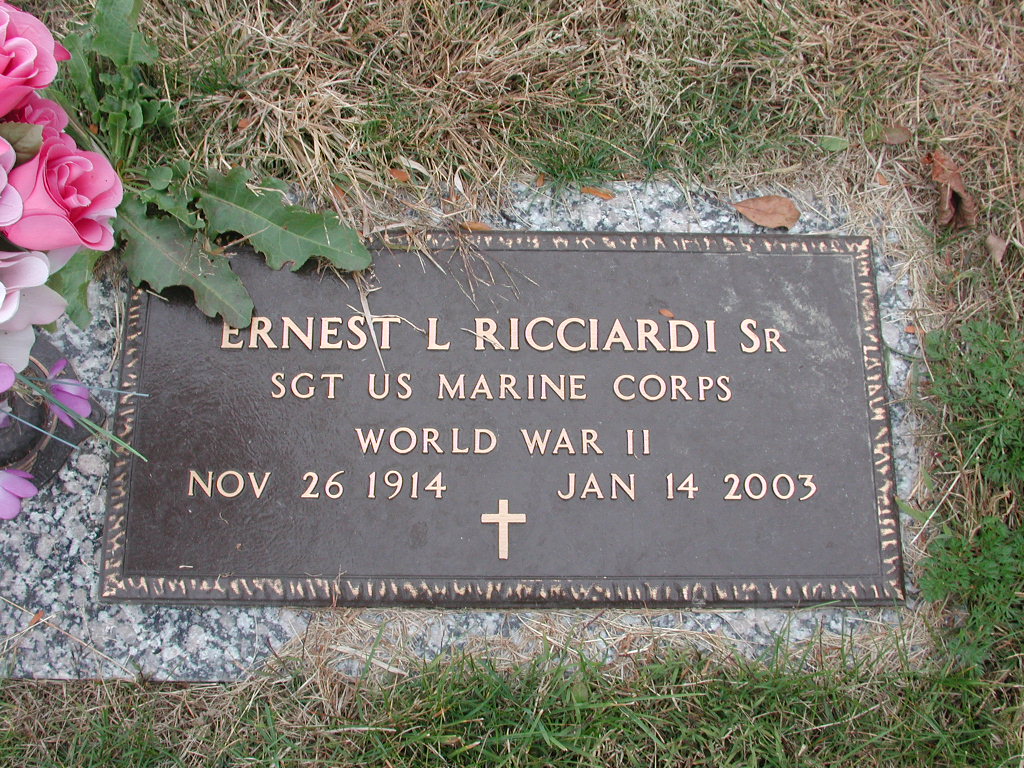 ERNEST L RICCIARDI SR
SGT US MARINE CORPS
WORLD WAR II
NOV 26 1914 JAN 14 2003